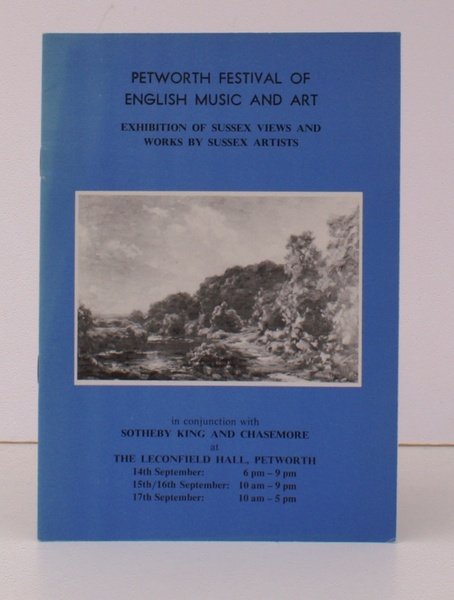 PETWORTH FESTIVAL OF
ENGLISH MUSIC AND ART
EXHIBITION OF SUSSEX VIEWS AND
WORKS BY SUSSEX ARTISTS
in conjunction with
SOTHEBY KING AND CHASEMORE
at
THE LECONFIELD HALL, PETWORTH
14th September: 6 pm – 9 pm
15th/16th September: 10 am – 9 pm
17th September: 10 am – 5 pm